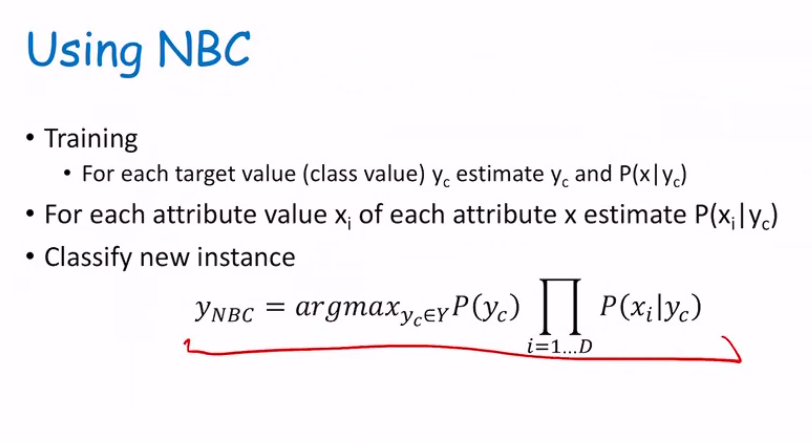 Using NBC
• Training
• For each target value (class value) y_c estimate y_c and P(x|y_c)
• For each attribute value x_i of each attribute x estimate P(x_i|y_c)
• Classify new instance
y_NBC = argmax_{y_c∈Y} P(y_c) ∏_{i=1…D} P(x_i|y_c)